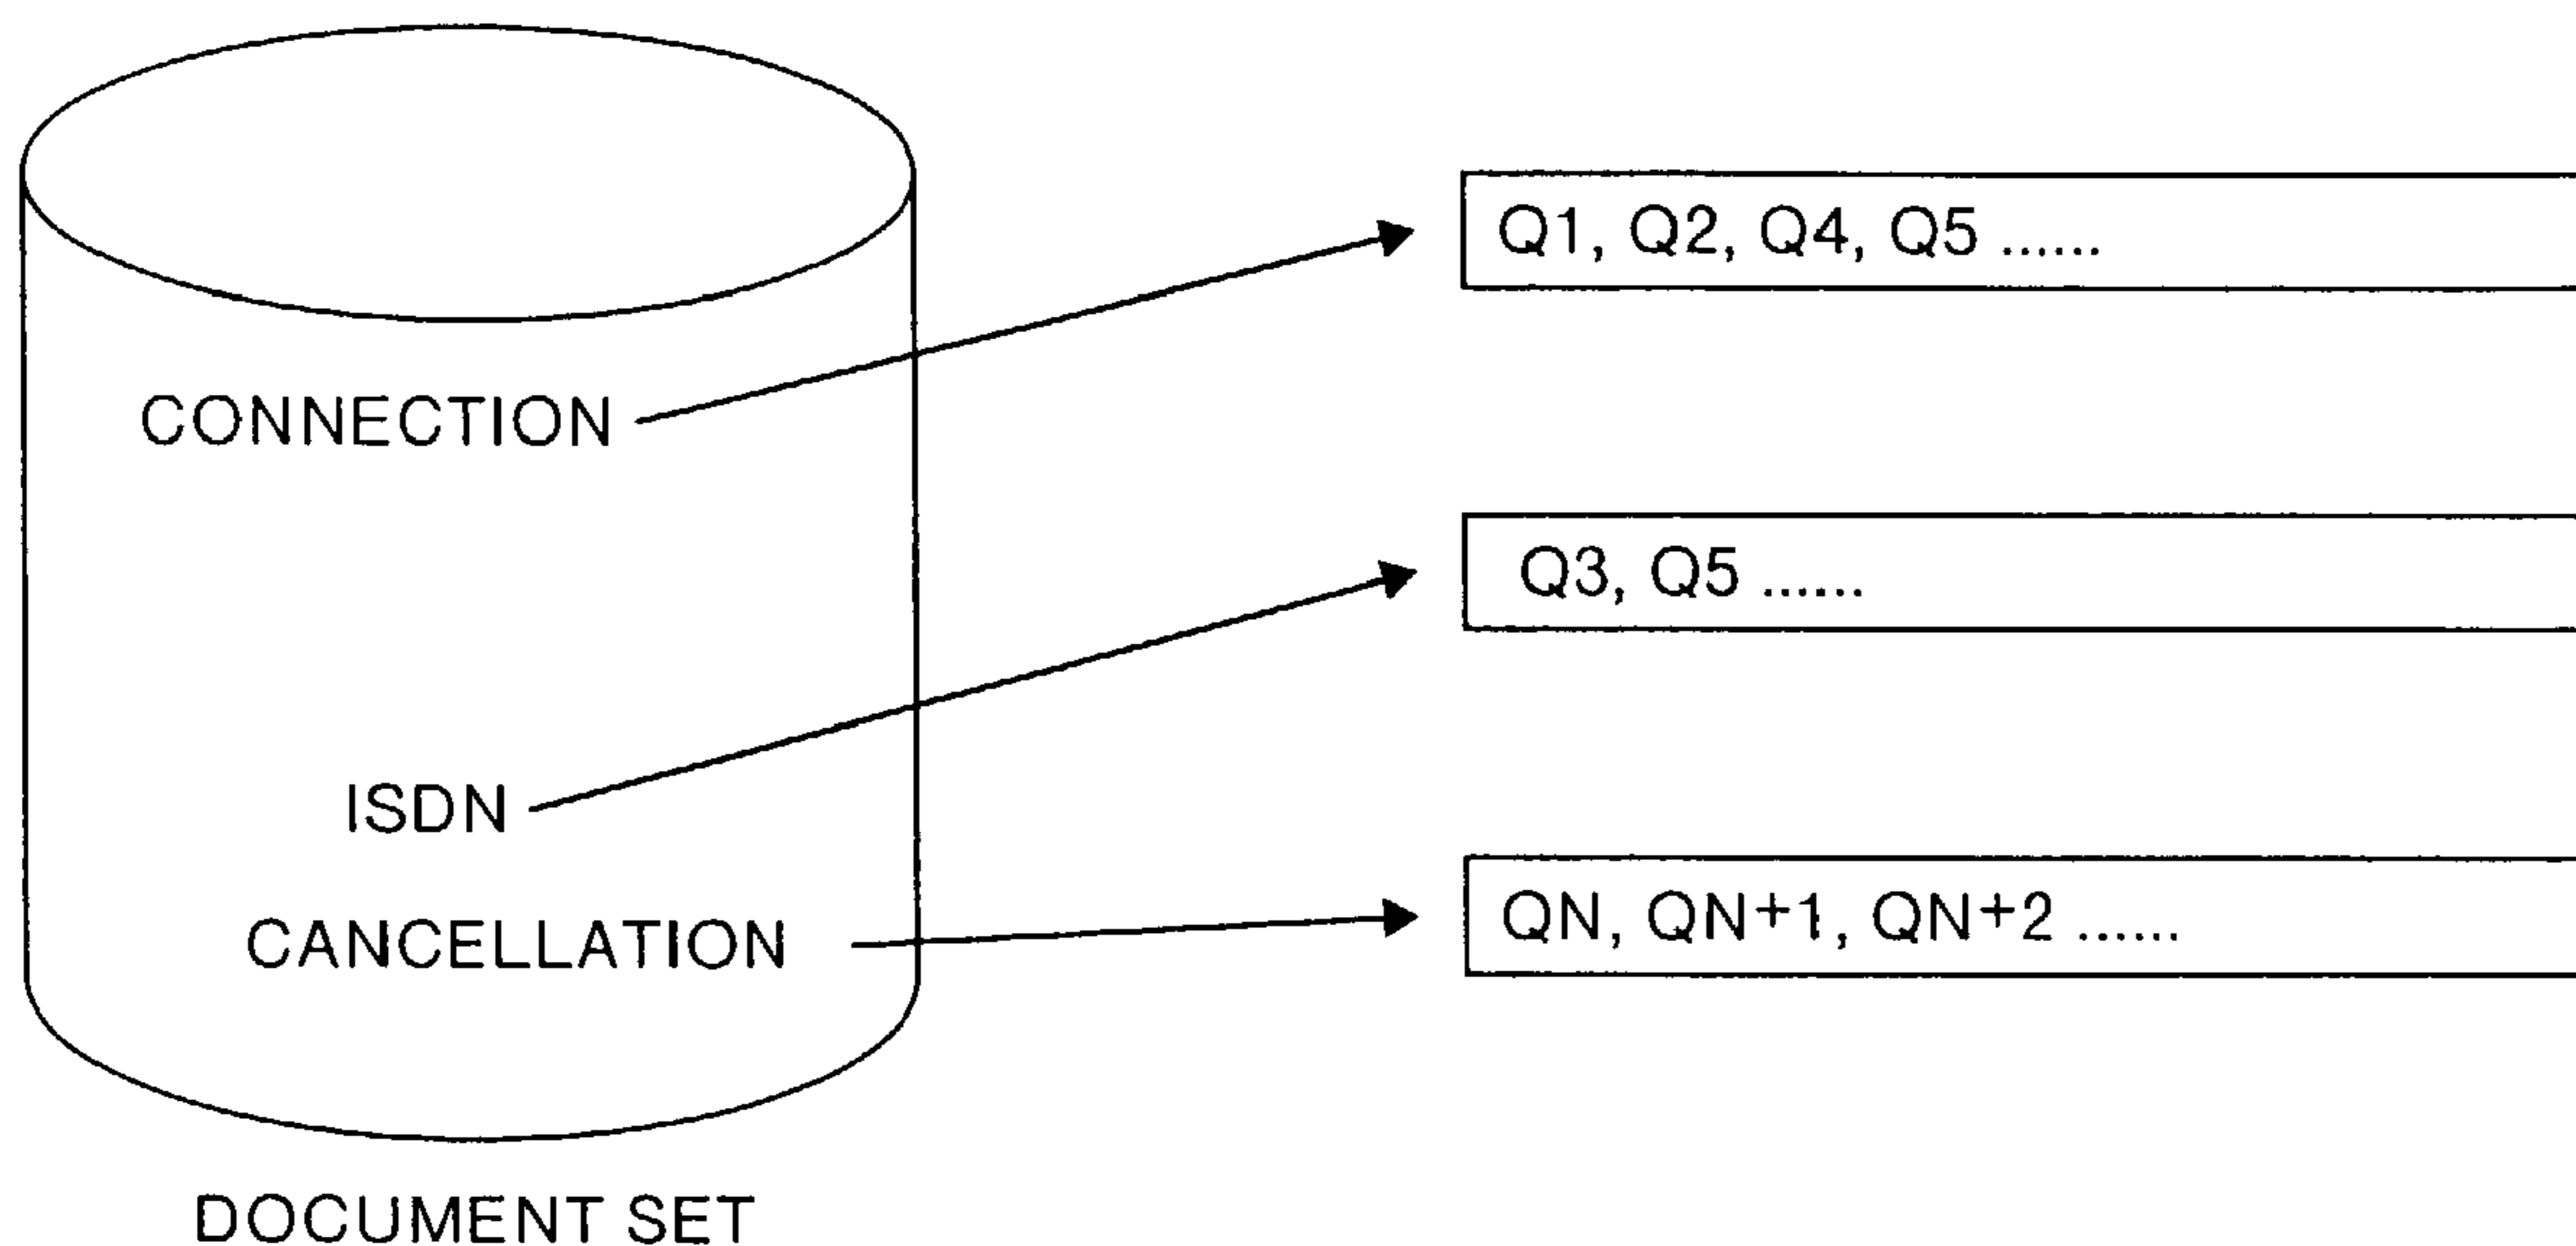 Q1, Q2, Q4, Q5 ......
CONNECTION
Q3, Q5 ......
ISDN
QN, QN+1, QN+2 ......
CANCELLATION
DOCUMENT SET